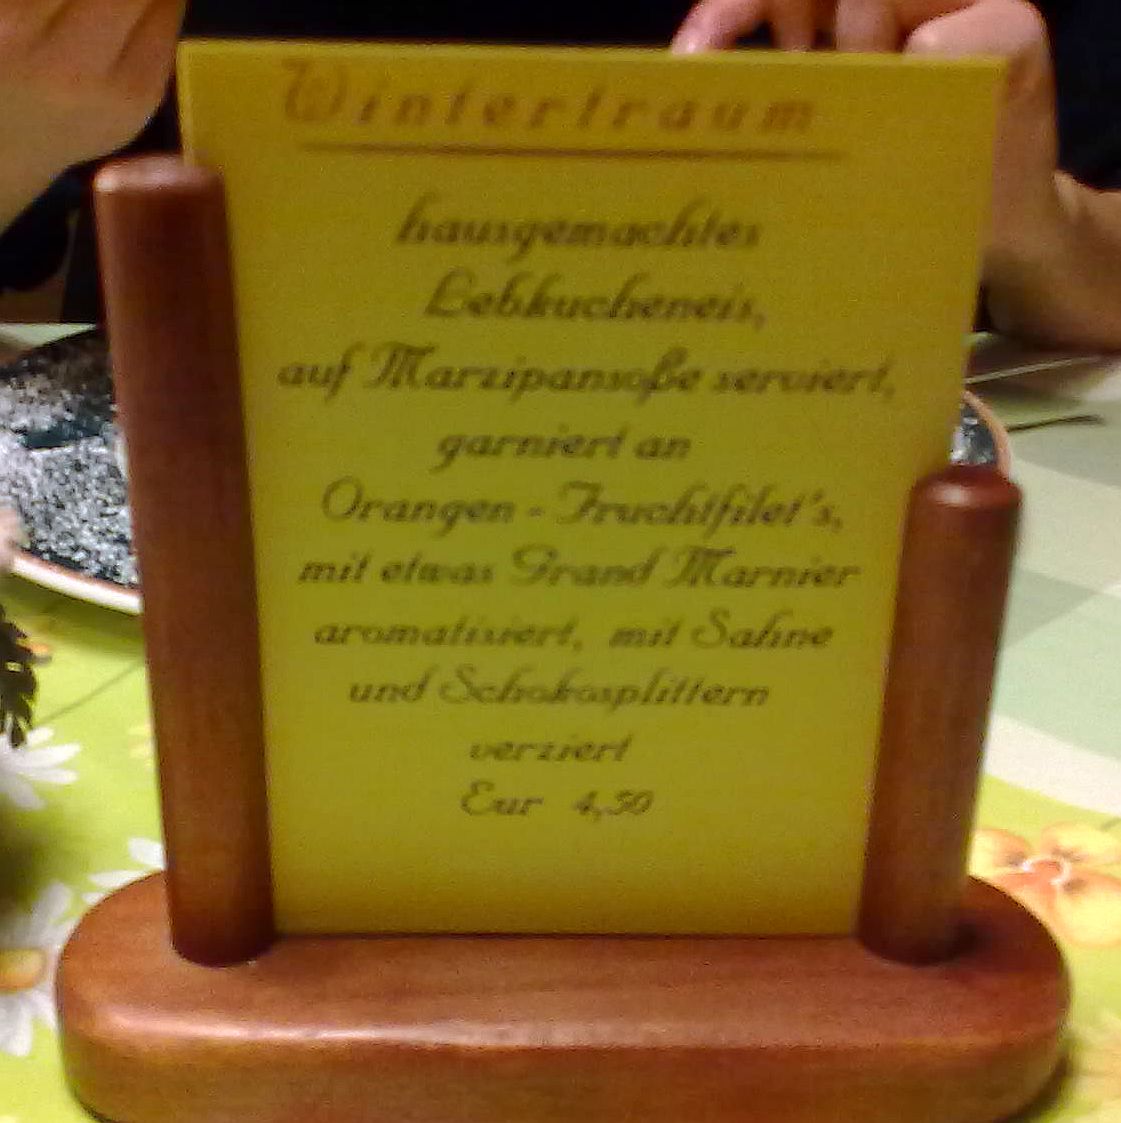 Wintertraum
hausgemachtes
Lebkucheneis,
auf Marzipansoße serviert,
garniert an
Orangen - Fruchtfilet's,
mit etwas Grand Marnier
aromatisiert, mit Sahne
und Schokosplittern
verziert
Eur 4,50